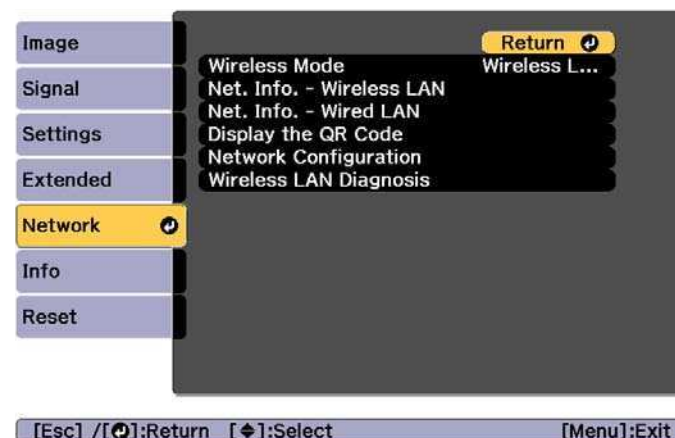 Image
Signal
Settings
Extended
Network
Info
Reset
Return
Wireless Mode Wireless L...
Net. Info. - Wireless LAN
Net. Info. - Wired LAN
Display the QR Code
Network Configuration
Wireless LAN Diagnosis
[Esc] /[⏎]:Return [◆]:Select [Menu]:Exit